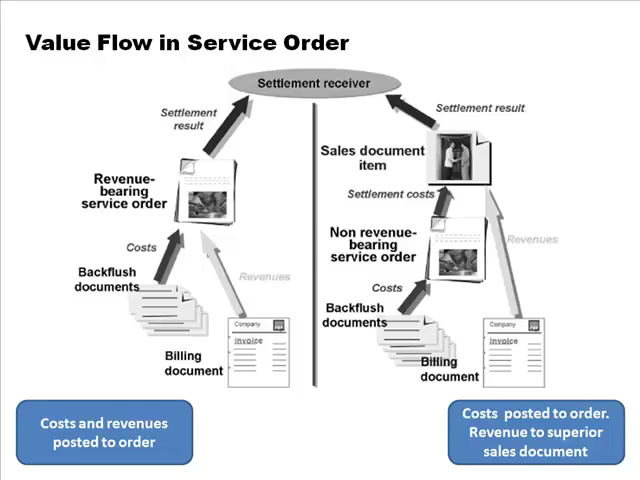 Value Flow in Service Order
Settlement receiver
Settlement
result
Revenue-
bearing
service order
Costs
Backflush
documents
Revenues
Billing
document
Company
Invoice
Costs and revenues
posted to order
Settlement result
Sales document
item
Settlement costs
Non revenue-
bearing
service order
Revenues
Costs
Backflush
documents
Billing
document
Company
Invoice
Costs  posted to order.
Revenue to superior
sales document